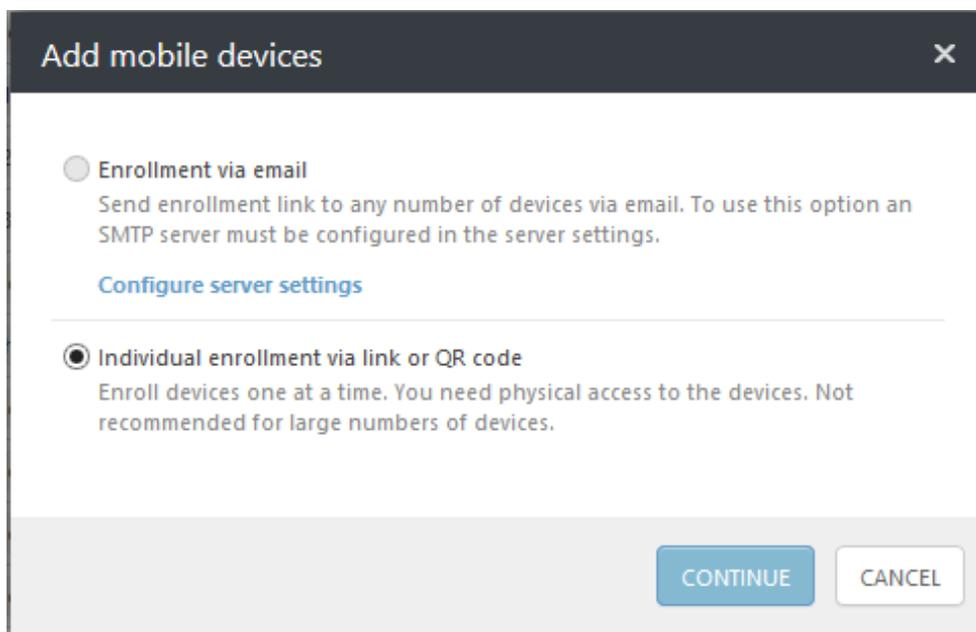 Add mobile devices
Enrollment via email
Send enrollment link to any number of devices via email. To use this option an
SMTP server must be configured in the server settings.
Configure server settings
Individual enrollment via link or QR code
Enroll devices one at a time. You need physical access to the devices. Not
recommended for large numbers of devices.
CONTINUE
CANCEL